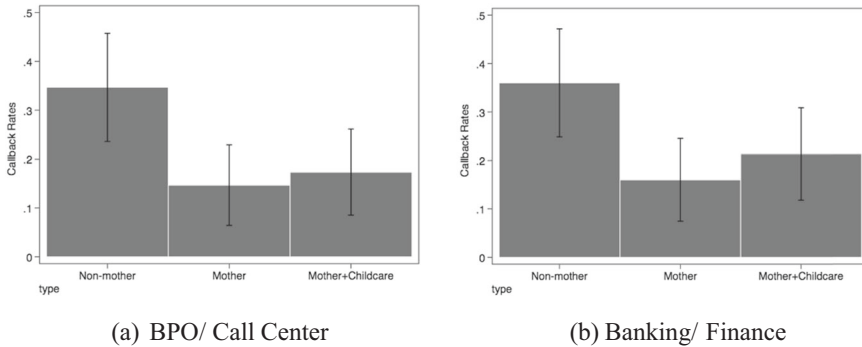 .5
.4
.3
.2
.1
0
Callback Rates
Non-mother Mother Mother+Childcare
type
(a) BPO/ Call Center
.5
.4
.3
.2
.1
0
Callback Rates
Non-mother Mother Mother+Childcare
type
(b) Banking/ Finance